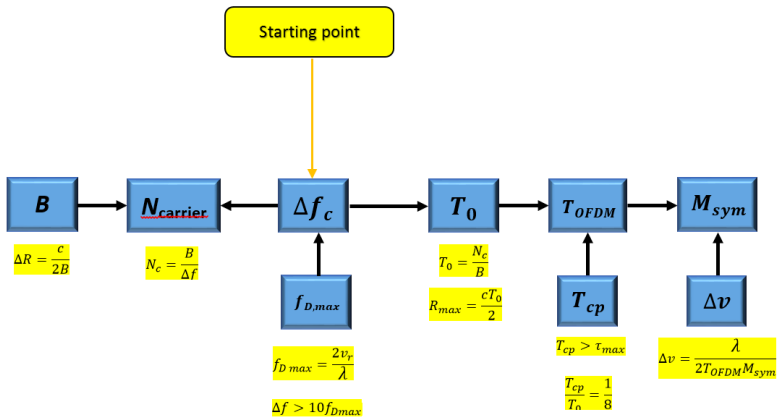 Starting point
B
N_carrier
Δf_c
T_0
T_OFDM
M_sym
ΔR = c/2B
N_c = B/Δf
f_D,max
T_0 = N_c/B
R_max = cT_0/2
T_cp
Δv
f_D max = 2v_r/λ
Δf > 10f_Dmax
T_cp > τ_max
T_cp/T_0 = 1/8
Δv = λ/2T_OFDM M_sym